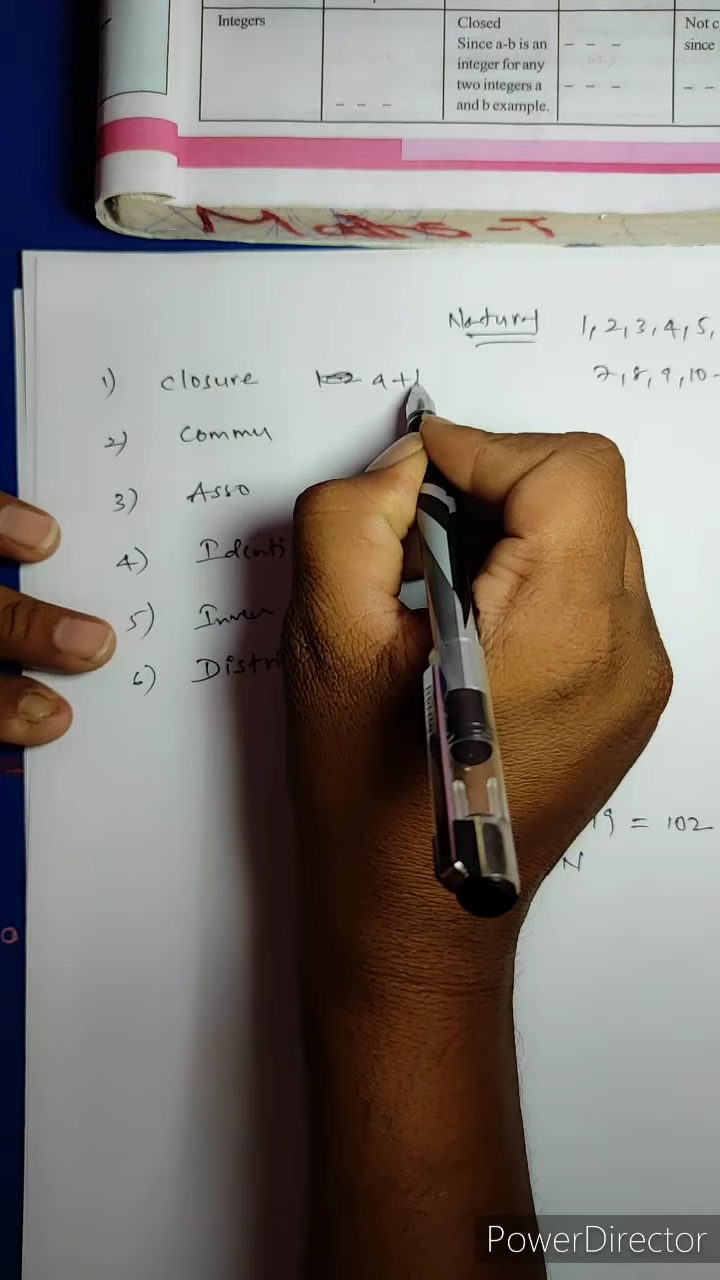 Integers
Closed Not c
Since a-b is an - - - since
integer for any
two integers a - - - - -
- - - and b example.
Maths-I
Natural 1, 2, 3, 4, 5,
1) closure a + 7, 8, 9, 10 -
2) Commu
3) Asso
4) Identi
5) Inver
6) Distri
19 = 102
N
PowerDirector